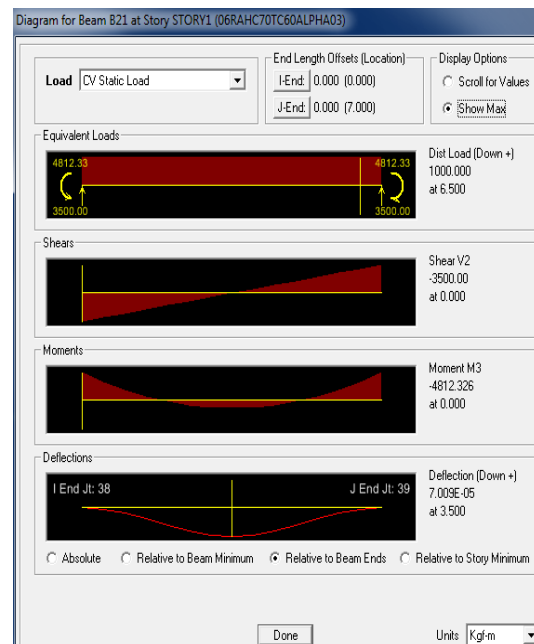 Diagram for Beam B21 at Story STORY1 (06RAHC70TC60ALPHA03)
Load CV Static Load
End Length Offsets (Location)
I-End: 0.000 (0.000)
J-End: 0.000 (7.000)
Display Options
Scroll for Values
Show Max
Equivalent Loads
4812.33 4812.33
3500.00 3500.00
Dist Load (Down +)
1000.000
at 6.500
Shears
Shear V2
-3500.00
at 0.000
Moments
Moment M3
-4812.326
at 0.000
Deflections
I End Jt: 38 J End Jt: 39
Deflection (Down +)
7.009E-05
at 3.500
Absolute Relative to Beam Minimum Relative to Beam Ends Relative to Story Minimum
Done Units Kgf-m